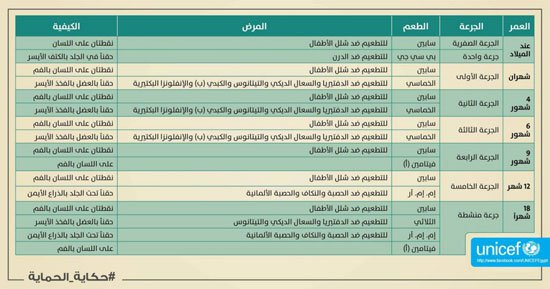 العمر الجرعة الطعم المرض الكيفية
عند الميلاد الجرعة الصفرية سابين للتطعيم ضد شلل الأطفال نقطتان على اللسان
جرعة واحدة بي سي جي للتطعيم ضد الدرن حقناً في الجلد بالكتف الأيسر
شهران الجرعة الأولى سابين للتطعيم ضد شلل الأطفال نقطتان على اللسان بالفم
الخماسي للتطعيم ضد الدفتيريا والسعال الديكي والتيتانوس والكبدي (ب) والإنفلونزا البكتيرية حقناً بالعضل بالفخذ الأيسر
4 شهور الجرعة الثانية سابين للتطعيم ضد شلل الأطفال نقطتان على اللسان بالفم
الخماسي للتطعيم ضد الدفتيريا والسعال الديكي والتيتانوس والكبدي (ب) والإنفلونزا البكتيرية حقناً بالعضل بالفخذ الأيسر
6 شهور الجرعة الثالثة سابين للتطعيم ضد شلل الأطفال نقطتان على اللسان بالفم
الخماسي للتطعيم ضد الدفتيريا والسعال الديكي والتيتانوس والكبدي (ب) والإنفلونزا البكتيرية حقناً بالعضل بالفخذ الأيسر
9 شهور الجرعة الرابعة سابين للتطعيم ضد شلل الأطفال نقطتان على اللسان بالفم
فيتامين (أ) على اللسان بالفم
12 شهر الجرعة الخامسة سابين للتطعيم ضد شلل الأطفال نقطتان على اللسان بالفم
إم. إم. آر للتطعيم ضد الحصبة والنكاف والحصبة الألمانية حقناً تحت الجلد بالذراع الأيمن
18 شهراً جرعة منشطة سابين للتطعيم ضد شلل الأطفال نقطتان على اللسان بالفم
الثلاثي للتطعيم ضد الدفتيريا والسعال الديكي والتيتانوس حقناً بالعضل بالفخذ الأيسر
إم. إم. آر للتطعيم ضد الحصبة والنكاف والحصبة الألمانية حقناً تحت الجلد بالذراع الأيمن
فيتامين (أ) على اللسان بالفم
unicef
http://www.facebook.com/UNICEFEgypt
#حكاية_الحماية